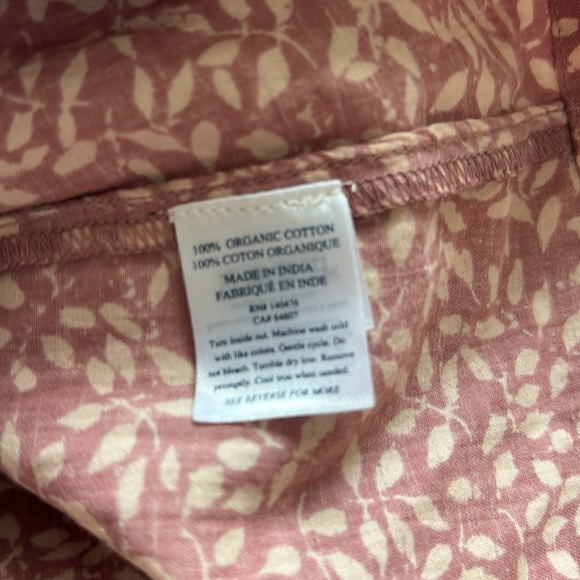 100% ORGANIC COTTON
100% COTON ORGANIQUE
MADE IN INDIA
FABRIQUÉ EN INDE
RN# 140476
CA# 64607
Turn inside out. Machine wash cold
with like colors. Gentle cycle. Do
not bleach. Tumble dry low. Remove
promptly. Cool iron when needed.
SEE REVERSE FOR MORE